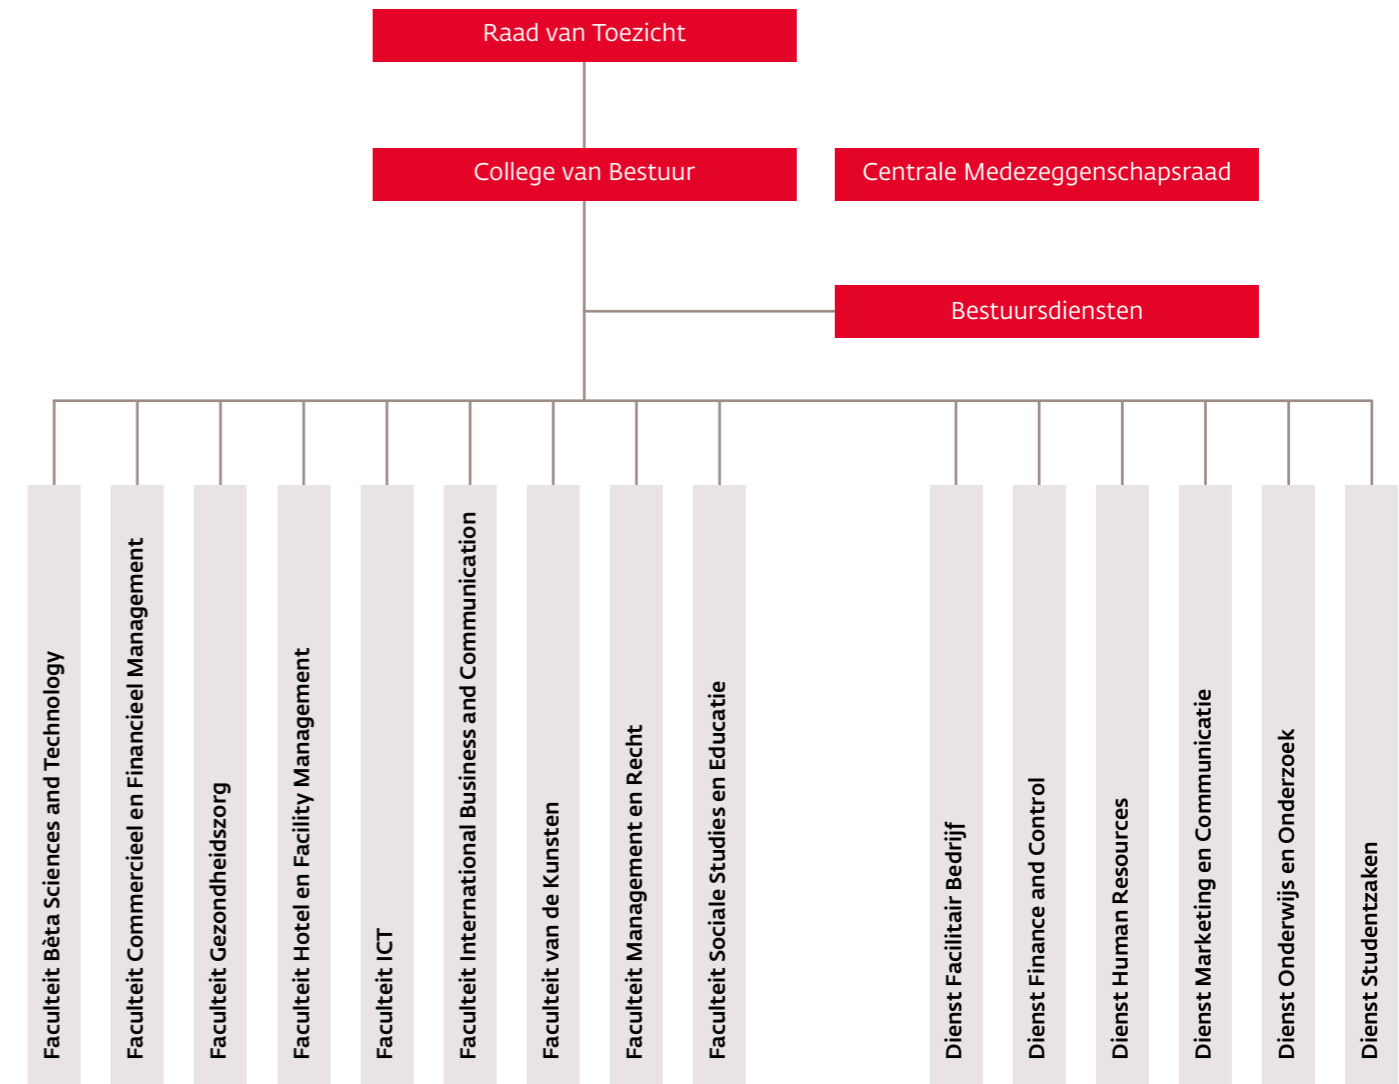 Raad van Toezicht
College van Bestuur
Centrale Medezeggenschapsraad
Bestuursdiensten
Faculteit Bèta Sciences and Technology
Faculteit Commercieel en Financieel Management
Faculteit Gezondheidszorg
Faculteit Hotel en Facility Management
Faculteit ICT
Faculteit International Business and Communication
Faculteit van de Kunsten
Faculteit Management en Recht
Faculteit Sociale Studies en Educatie
Dienst Facilitair Bedrijf
Dienst Finance and Control
Dienst Human Resources
Dienst Marketing en Communicatie
Dienst Onderwijs en Onderzoek
Dienst Studentzaken